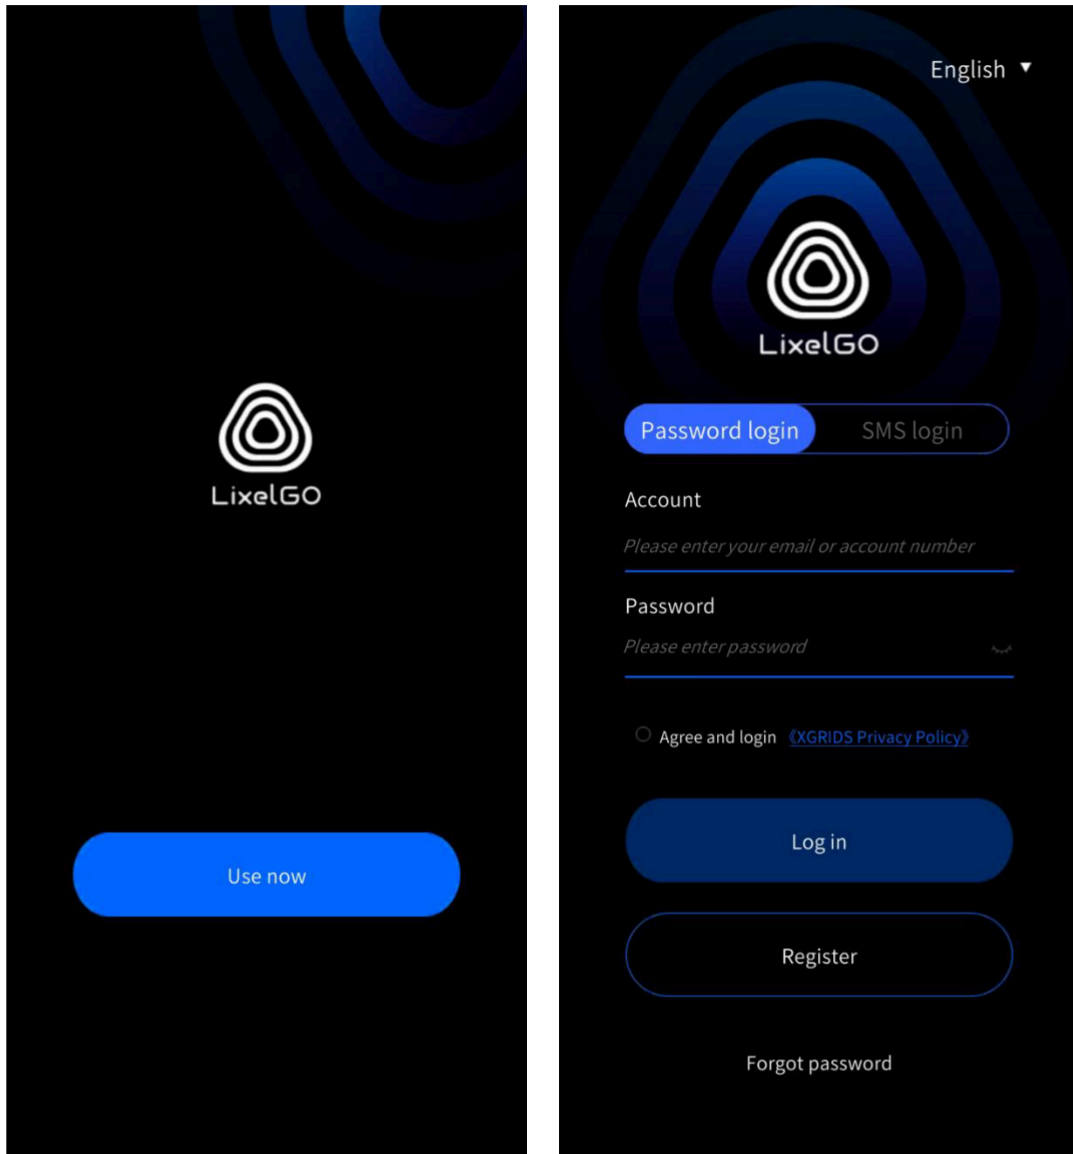 LixelGO
Use now
English
LixelGO
Password login SMS login
Account
Please enter your email or account number
Password
Please enter password
Agree and login 《XGRIDS Privacy Policy》
Log in
Register
Forgot password